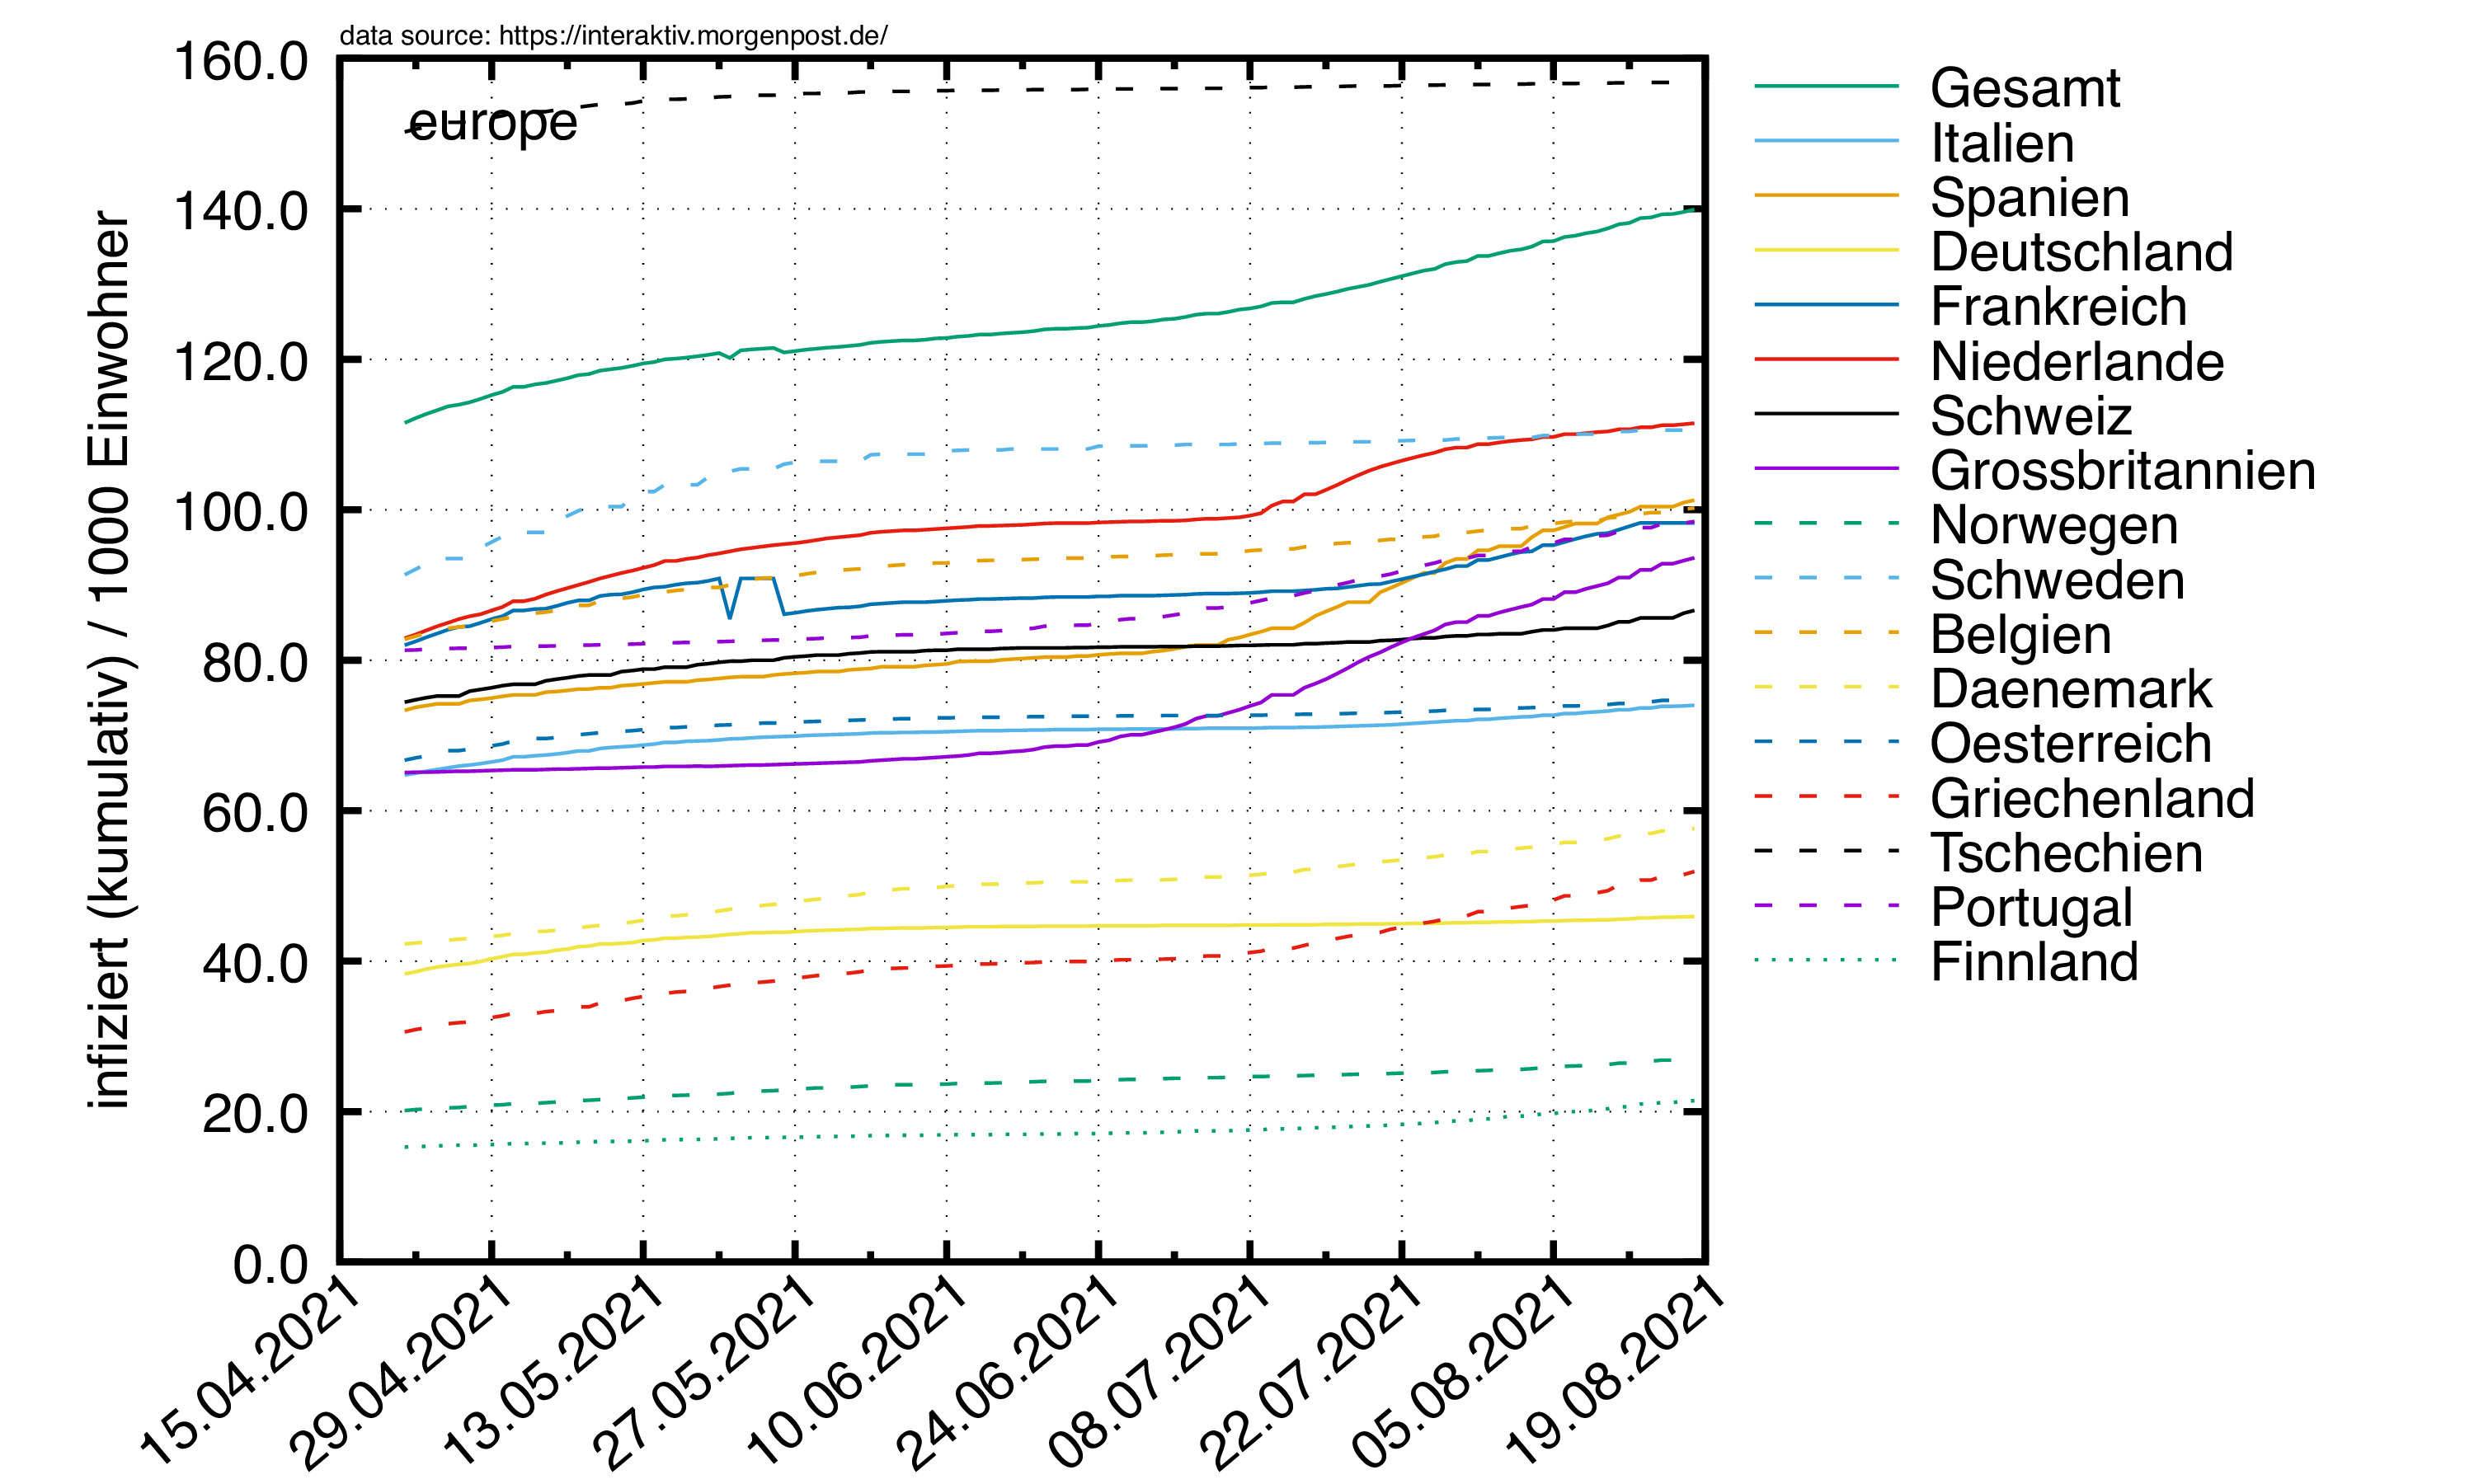 data source: https://interaktiv.morgenpost.de/
europe
infiziert (kumulativ) / 1000 Einwohner
160.0
140.0
120.0
100.0
80.0
60.0
40.0
20.0
0.0
15.04.2021
29.04.2021
13.05.2021
27.05.2021
10.06.2021
24.06.2021
08.07.2021
22.07.2021
05.08.2021
19.08.2021
Gesamt
Italien
Spanien
Deutschland
Frankreich
Niederlande
Schweiz
Grossbritannien
Norwegen
Schweden
Belgien
Daenemark
Oesterreich
Griechenland
Tschechien
Portugal
Finnland